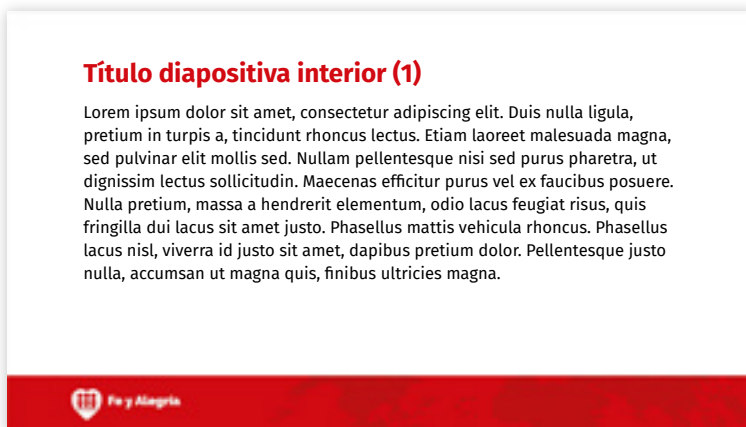 Título diapositiva interior (1)
Lorem ipsum dolor sit amet, consectetur adipiscing elit. Duis nulla ligula,
pretium in turpis a, tincidunt rhoncus lectus. Etiam laoreet malesuada magna,
sed pulvinar elit mollis sed. Nullam pellentesque nisi sed purus pharetra, ut
dignissim lectus sollicitudin. Maecenas efficitur purus vel ex faucibus posuere.
Nulla pretium, massa a hendrerit elementum, odio lacus feugiat risus, quis
fringilla dui lacus sit amet justo. Phasellus mattis vehicula rhoncus. Phasellus
lacus nisl, viverra id justo sit amet, dapibus pretium dolor. Pellentesque justo
nulla, accumsan ut magna quis, finibus ultricies magna.
Fe y Alegría